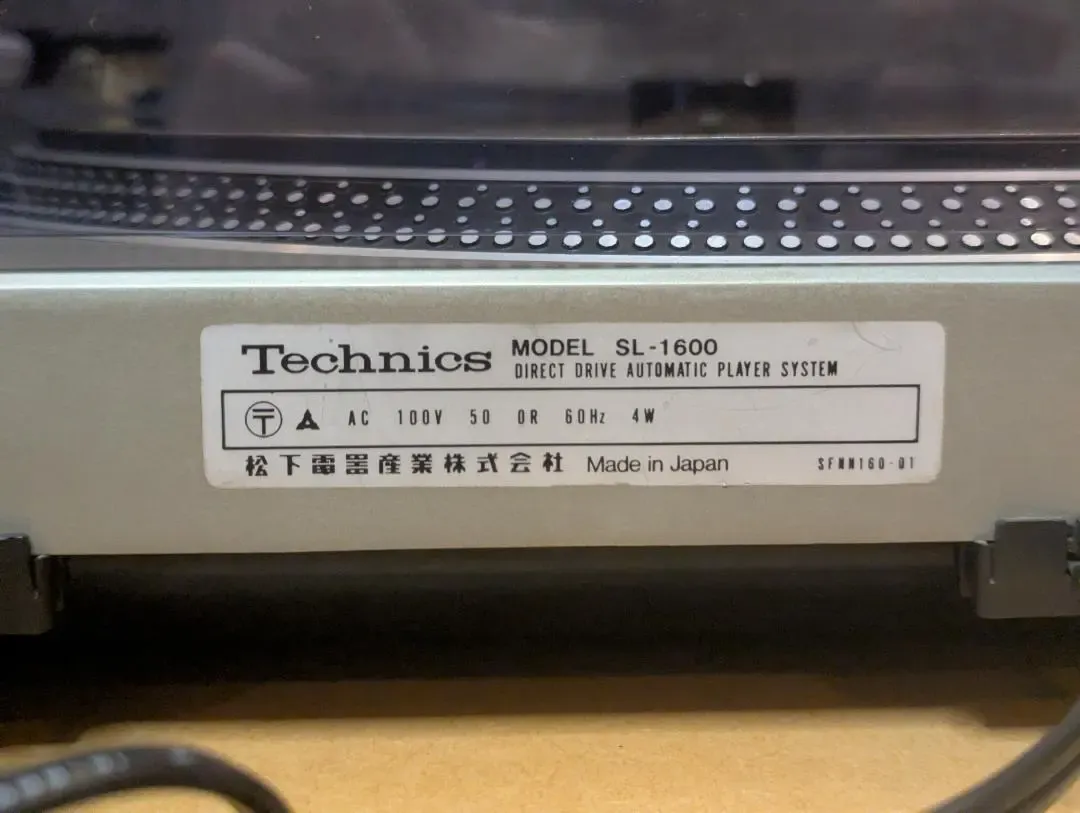 Technics MODEL SL-1600
DIRECT DRIVE AUTOMATIC PLAYER SYSTEM
〒 AC 100V 50 OR 60Hz 4W
松下電器産業株式会社 Made in Japan SFNN160-01